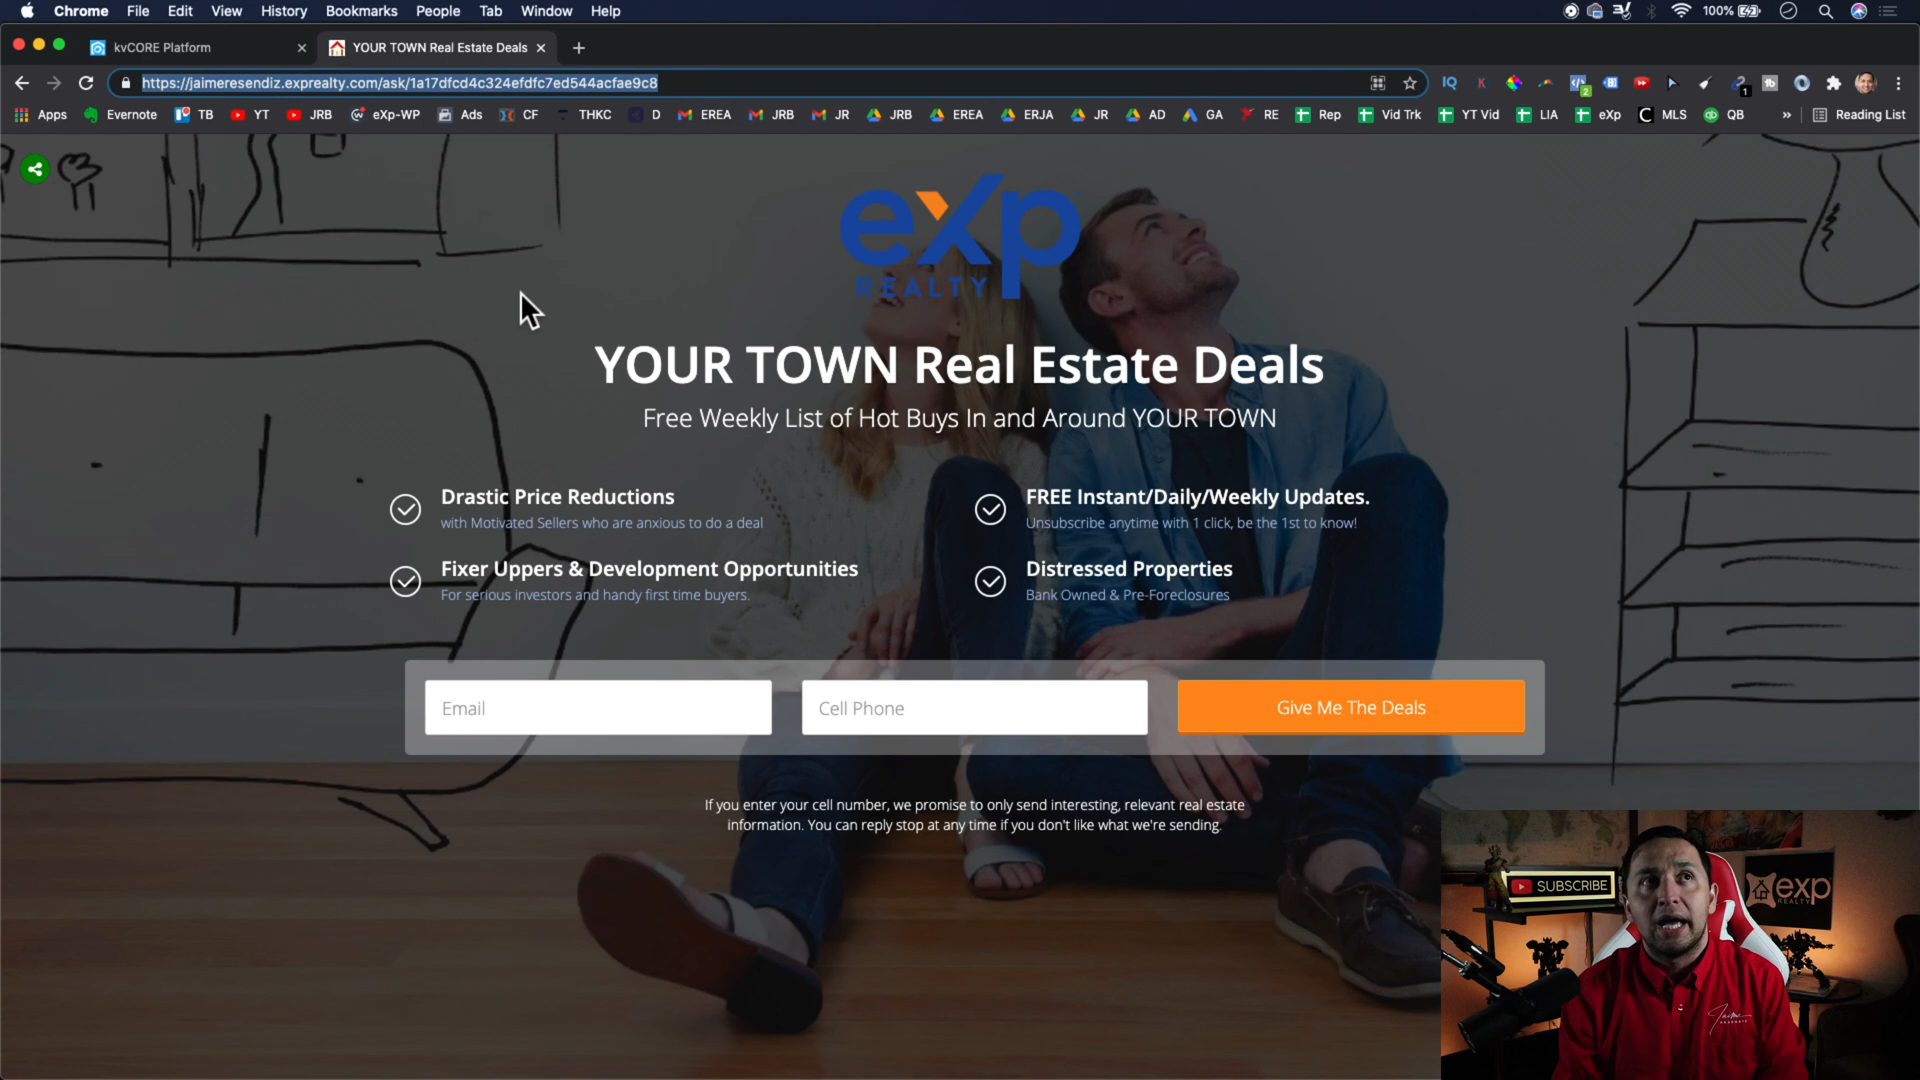 Chrome File Edit View History Bookmarks People Tab Window Help 100%
kvCORE Platform YOUR TOWN Real Estate Deals
https://jaimeresendiz.exprealty.com/ask/1a17dfcd4c324efdfc7ed544acfae9c8
Apps Evernote TB YT JRB eXp-WP Ads CF THKC D EREA JRB JR JRB EREA ERJA JR AD GA RE Rep Vid Trk YT Vid LIA eXp MLS QB » Reading List
eXp
REALTY
YOUR TOWN Real Estate Deals
Free Weekly List of Hot Buys In and Around YOUR TOWN
Drastic Price Reductions
with Motivated Sellers who are anxious to do a deal
FREE Instant/Daily/Weekly Updates.
Unsubscribe anytime with 1 click, be the 1st to know!
Fixer Uppers & Development Opportunities
For serious investors and handy first time buyers.
Distressed Properties
Bank Owned & Pre-Foreclosures
Email
Cell Phone
Give Me The Deals
If you enter your cell number, we promise to only send interesting, relevant real estate
information. You can reply stop at any time if you don't like what we're sending.
SUBSCRIBE
exp
REALTY